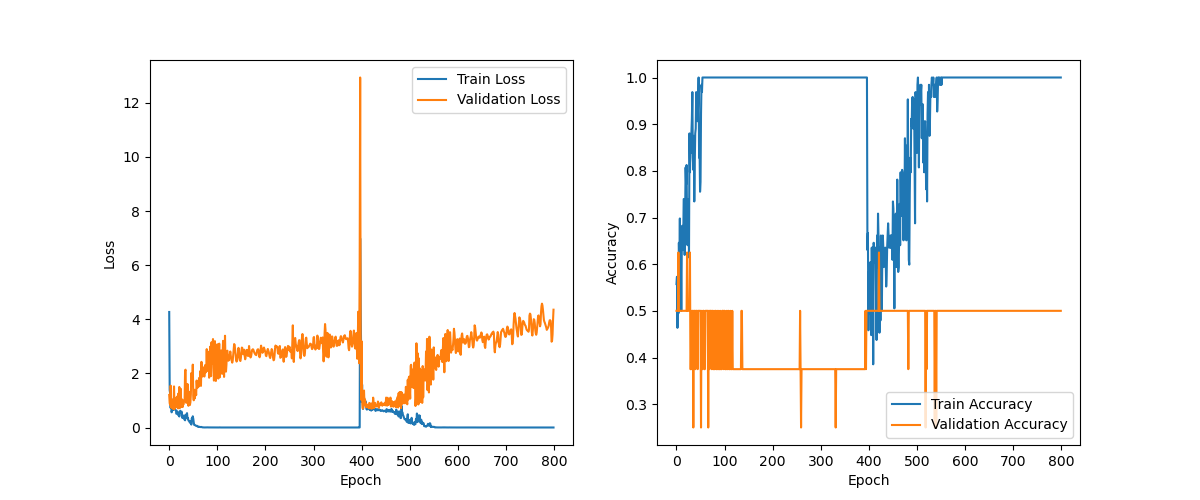 Train Loss
Validation Loss
12
10
8
6
4
2
0
Loss
0 100 200 300 400 500 600 700 800
Epoch
1.0
0.9
0.8
0.7
0.6
0.5
0.4
0.3
Accuracy
Train Accuracy
Validation Accuracy
0 100 200 300 400 500 600 700 800
Epoch